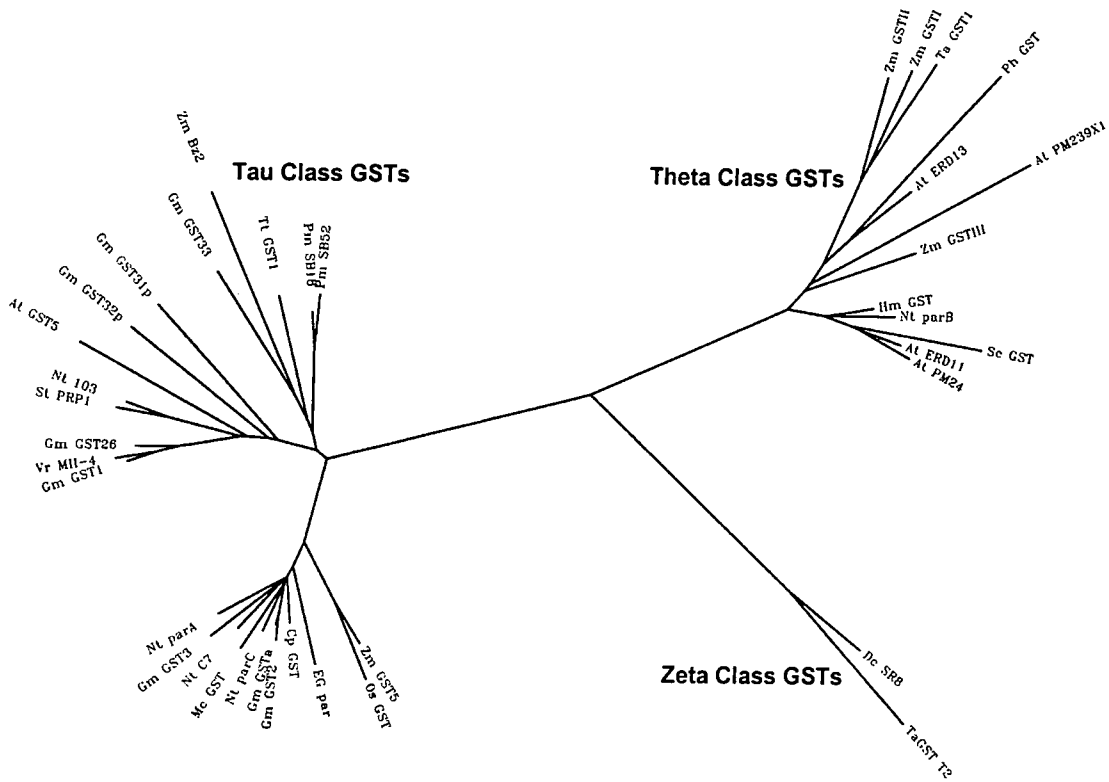 Tau Class GSTs
Zm Bz2
Gm GST33
Tt GST1
Pm SB18
Pm SB52
Gm GST31p
Gm GST32p
At GST5
Nt 103
St PRP1
Gm GST26
Vr MII-4
Gm GST1
Nt parA
Gm GST3
Nt C7
Mc GST
Nt parC
Gm GSTa
Gm GST2
Cp GST
EG par
Os GST
Zm GST5
Theta Class GSTs
Zm GSTII
Zm GSTI
Ta GST1
Ph GST
At PM239X1
At ERD13
Zm GSTIII
Hm GST
Nt parB
Sc GST
At ERD11
At PM24
Zeta Class GSTs
Dc SR8
TaGST T2